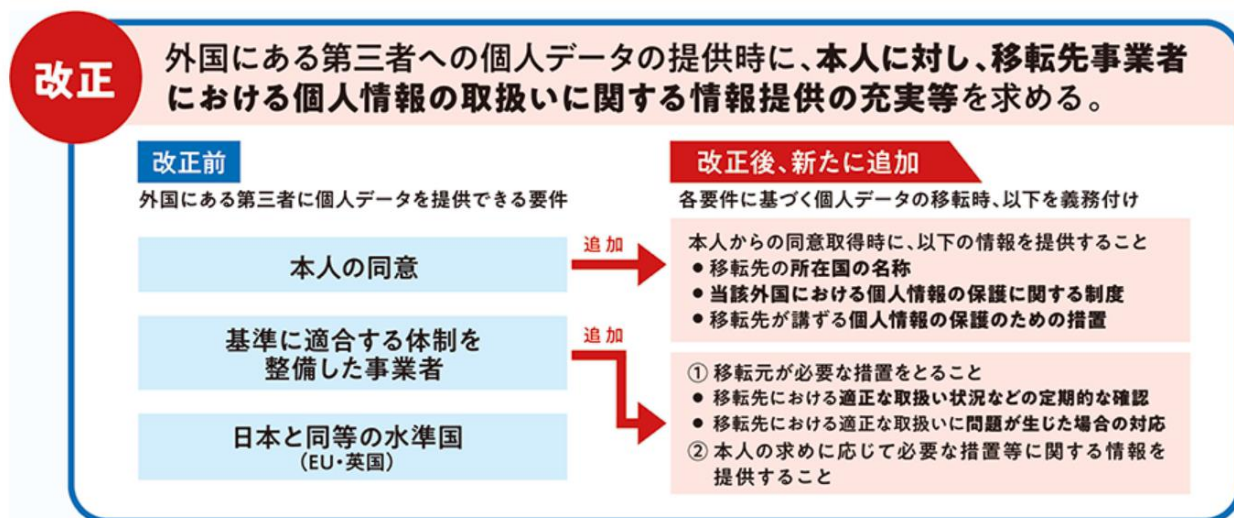 改正
外国にある第三者への個人データの提供時に、本人に対し、移転先事業者
における個人情報の取扱いに関する情報提供の充実等を求める。
改正前
外国にある第三者に個人データを提供できる要件
本人の同意
基準に適合する体制を
整備した事業者
日本と同等の水準国
(EU・英国)
追加
追加
改正後、新たに追加
各要件に基づく個人データの移転時、以下を義務付け
本人からの同意取得時に、以下の情報を提供すること
● 移転先の所在国の名称
● 当該外国における個人情報の保護に関する制度
● 移転先が講ずる個人情報の保護のための措置
① 移転元が必要な措置をとること
● 移転先における適正な取扱い状況などの定期的な確認
● 移転先における適正な取扱いに問題が生じた場合の対応
② 本人の求めに応じて必要な措置等に関する情報を
提供すること